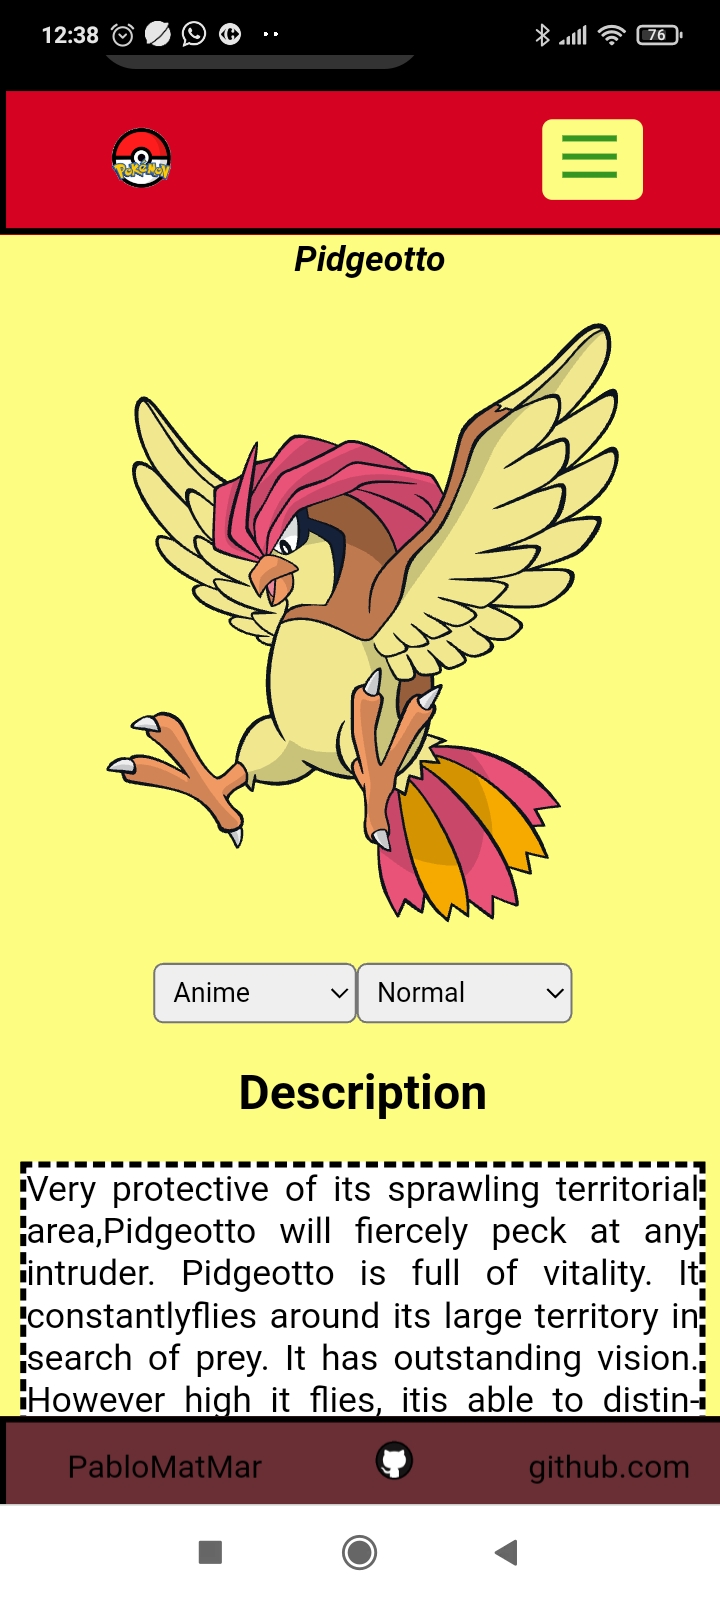 12:38
76
Pokémon
Pidgeotto
Anime
Normal
Description
Very protective of its sprawling territorial
area,Pidgeotto will fiercely peck at any
intruder. Pidgeotto is full of vitality. It
constantlyflies around its large territory in
search of prey. It has outstanding vision.
However high it flies, itis able to distin-
PabloMatMar
github.com